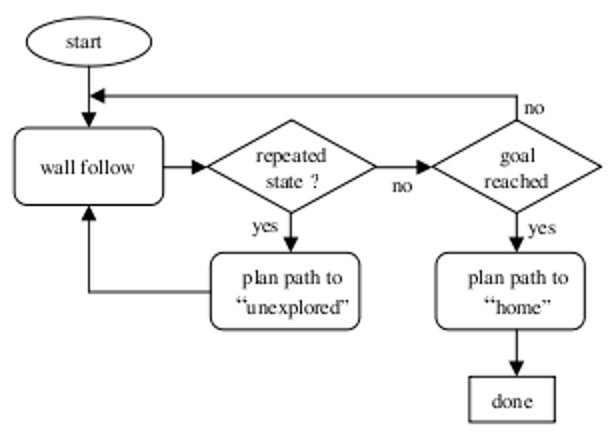 start
no
wall follow
repeated
state ?
goal
reached
no
yes
yes
plan path to
“unexplored”
plan path to
“home”
done